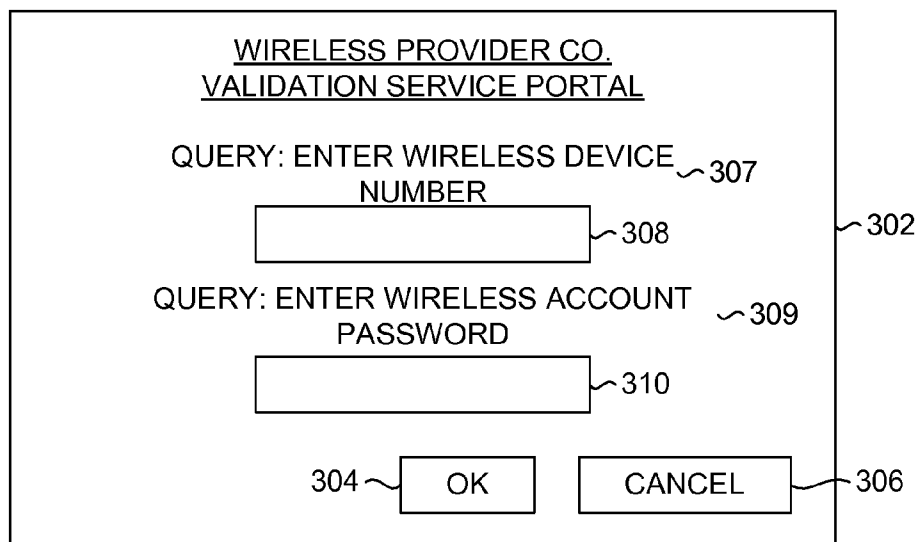 WIRELESS PROVIDER CO.
VALIDATION SERVICE PORTAL
QUERY: ENTER WIRELESS DEVICE
NUMBER
307
308
302
QUERY: ENTER WIRELESS ACCOUNT
PASSWORD
309
310
304
OK
CANCEL
306